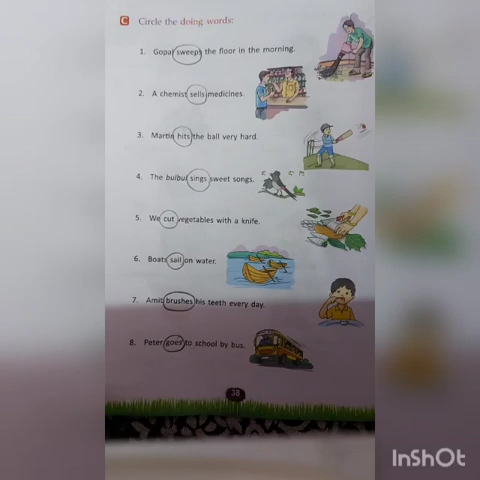 C Circle the doing words:
1. Gopal sweeps the floor in the morning.
2. A chemist sells medicines.
3. Martin hits the ball very hard.
4. The bulbul sings sweet songs.
5. We cut vegetables with a knife.
6. Boats sail on water.
7. Amit brushes his teeth every day.
8. Peter goes to school by bus.
38
InShOt